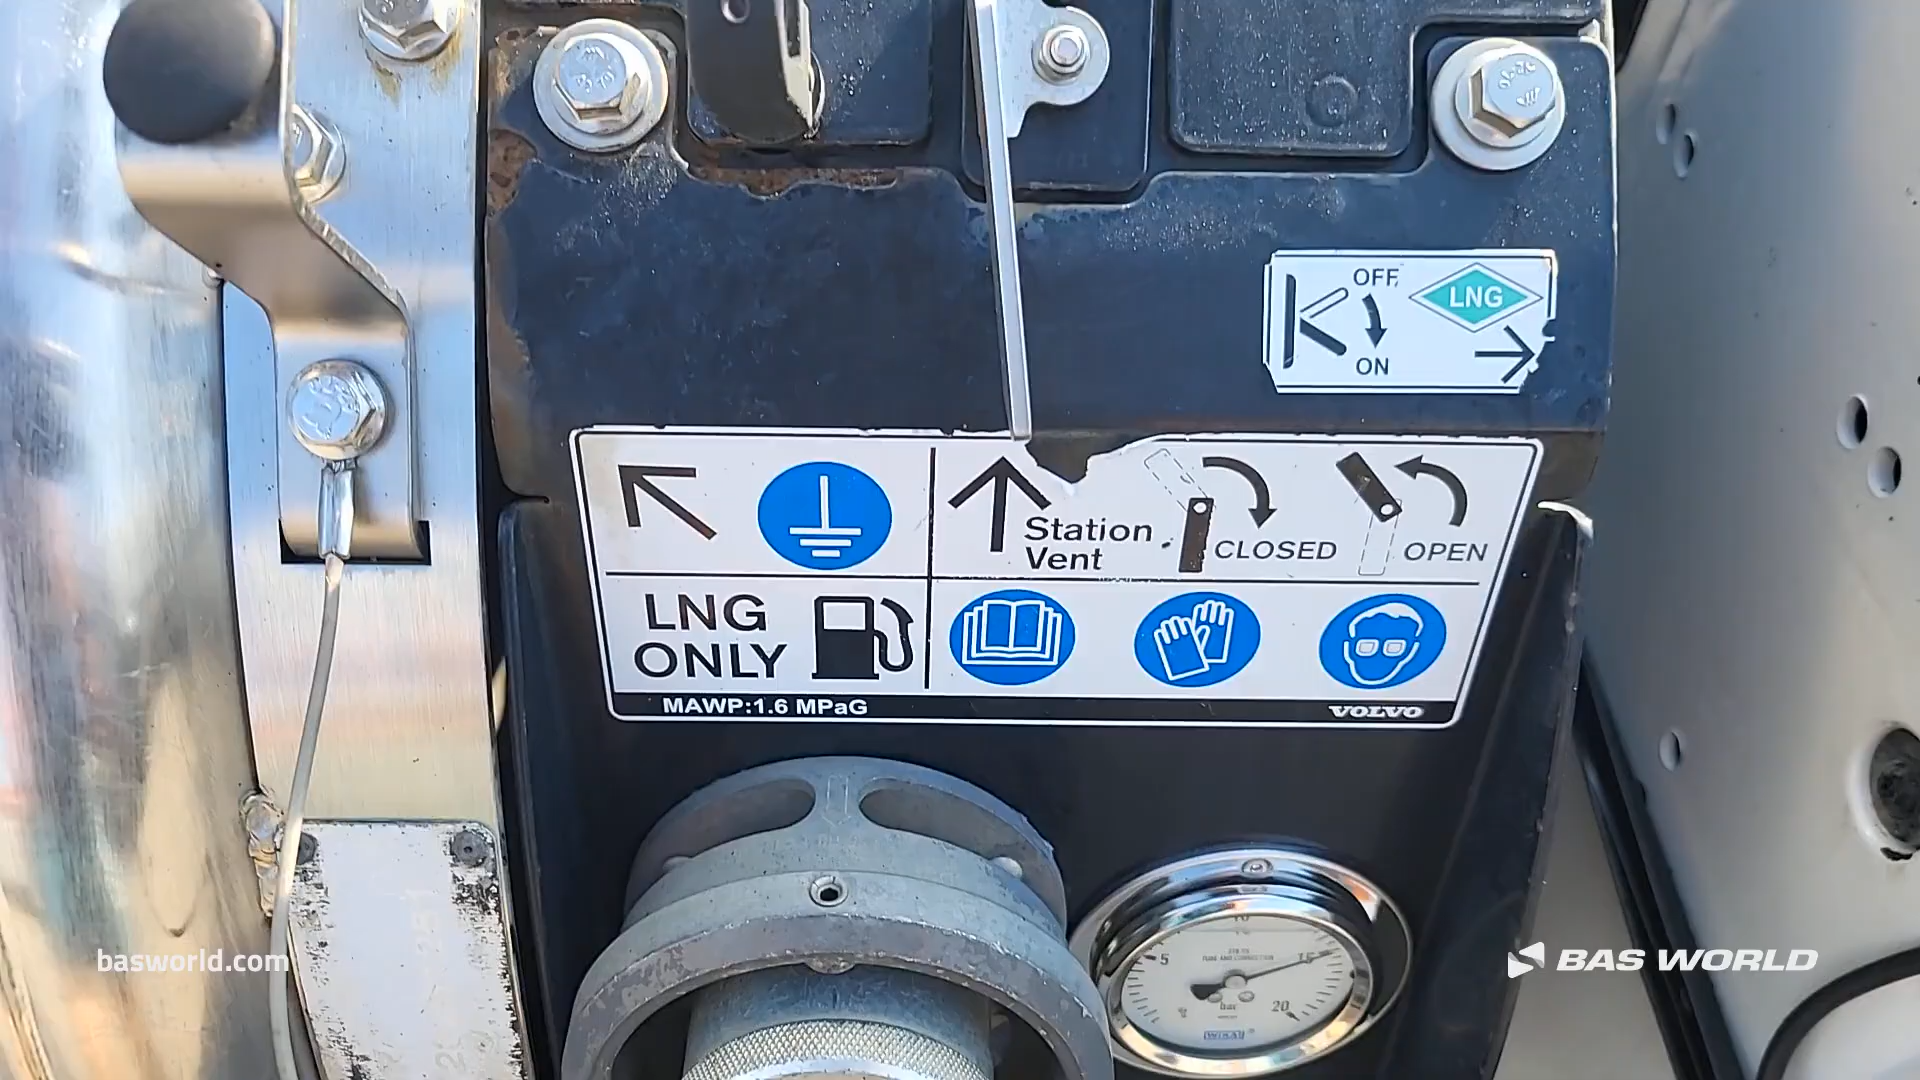 OFF
LNG
ON
Station
Vent
CLOSED
OPEN
LNG
ONLY
MAWP:1.6 MPaG
VOLVO
5
10
15
20
bar
WIKA
basworld.com
BAS WORLD